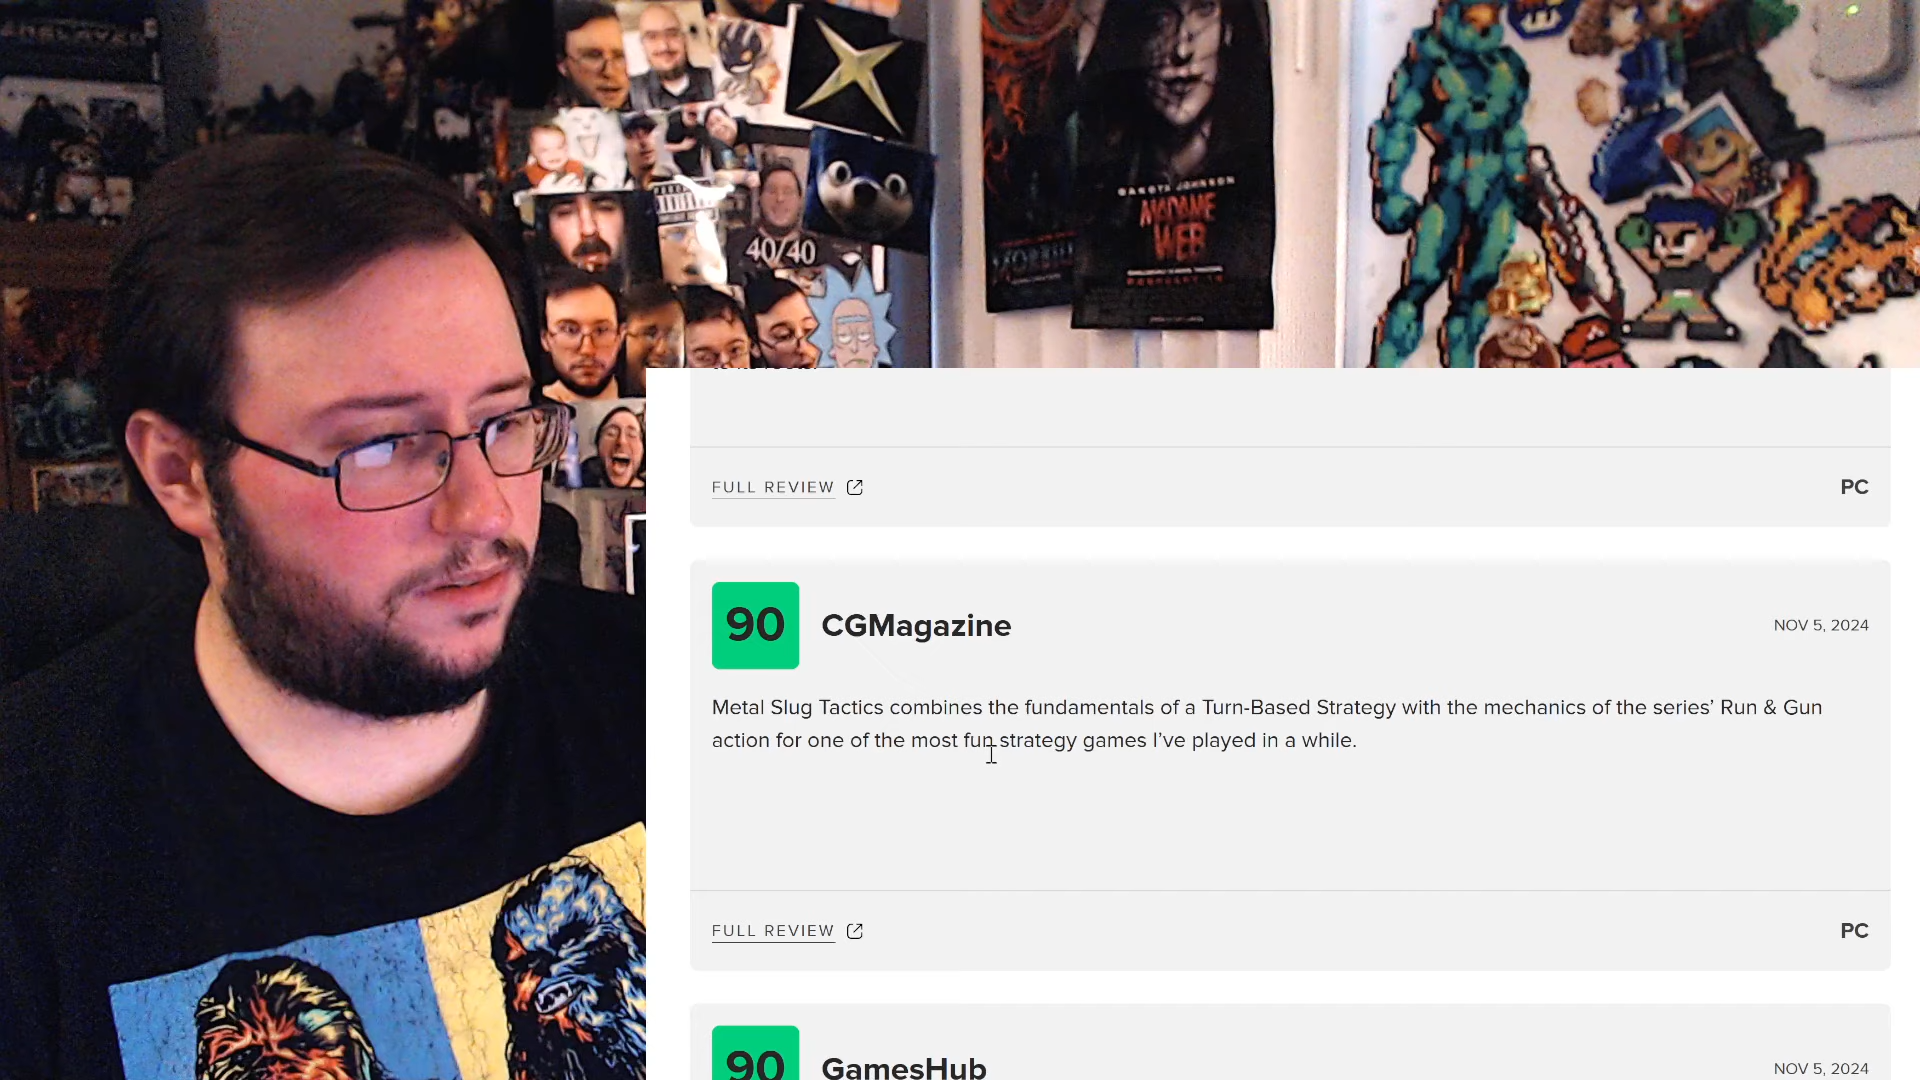 40/40
DAKOTA JOHNSON
MADAME
WEB
FULL REVIEW
PC
90
CGMagazine
NOV 5, 2024
Metal Slug Tactics combines the fundamentals of a Turn-Based Strategy with the mechanics of the series’ Run & Gun
action for one of the most fun strategy games I’ve played in a while.
FULL REVIEW
PC
90
GamesHub
NOV 5, 2024